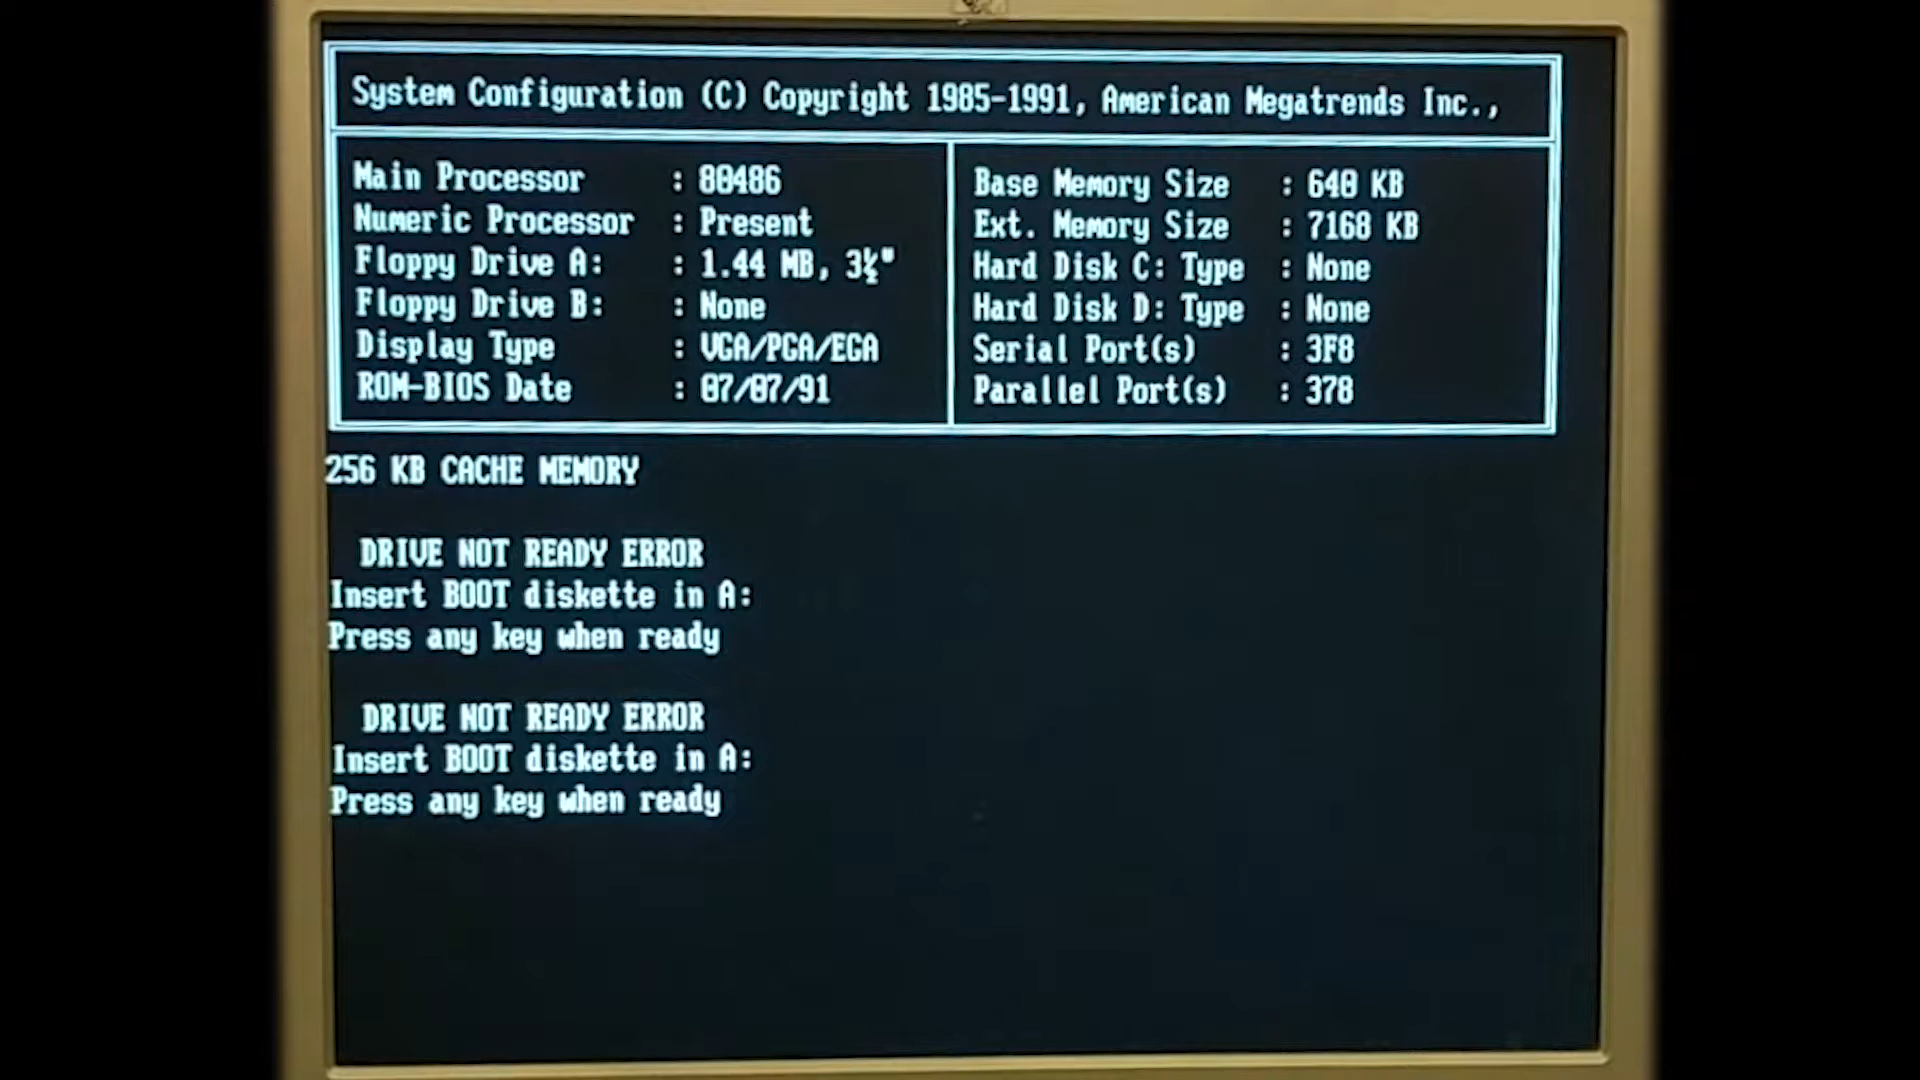 System Configuration (C) Copyright 1985-1991, American Megatrends Inc.,
Main Processor : 80486
Numeric Processor : Present
Floppy Drive A: : 1.44 MB, 3½"
Floppy Drive B: : None
Display Type : VGA/PGA/EGA
ROM-BIOS Date : 07/07/91
Base Memory Size : 640 KB
Ext. Memory Size : 7168 KB
Hard Disk C: Type : None
Hard Disk D: Type : None
Serial Port(s) : 3F8
Parallel Port(s) : 378
256 KB CACHE MEMORY
DRIVE NOT READY ERROR
Insert BOOT diskette in A:
Press any key when ready
DRIVE NOT READY ERROR
Insert BOOT diskette in A:
Press any key when ready